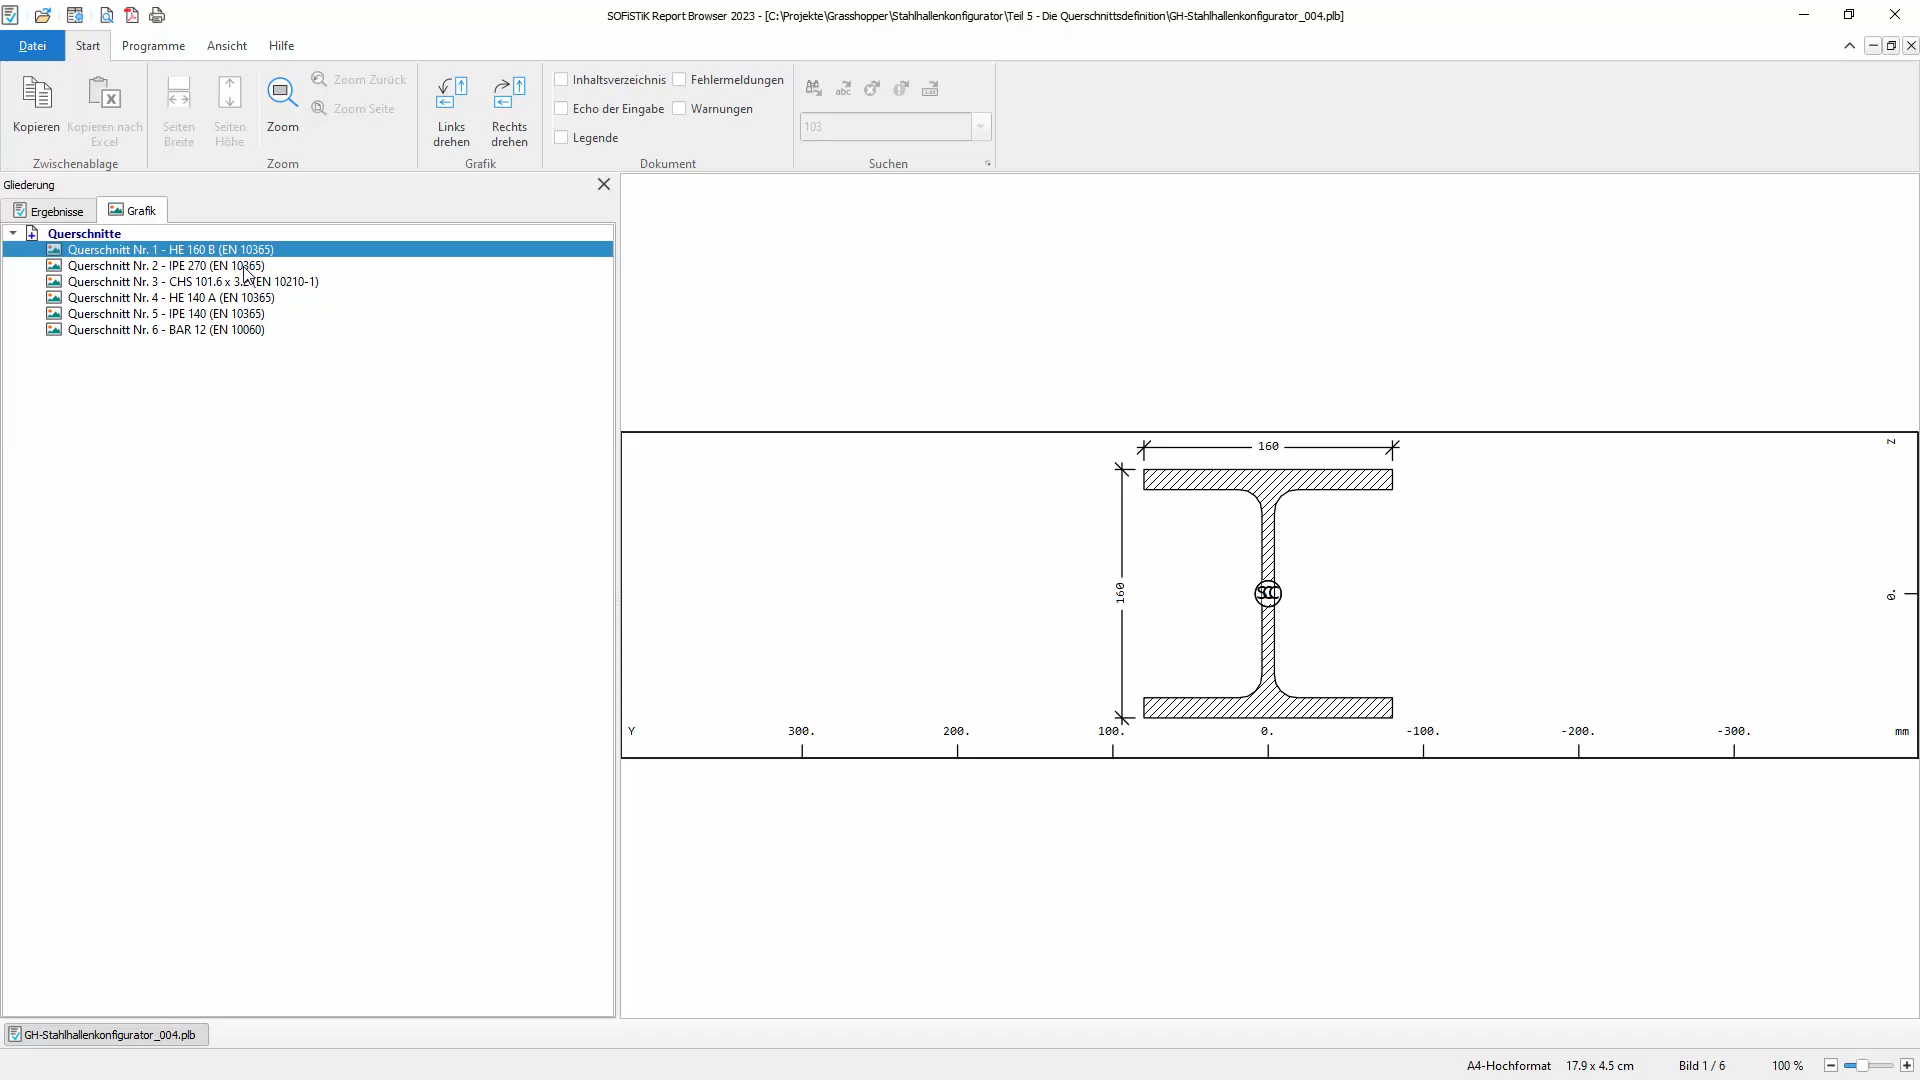 SOFiSTiK Report Browser 2023 - [C:\Projekte\Grasshopper\Stahlhallenkonfigurator\Teil 5 - Die Querschnittsdefinition\GH-Stahlhallenkonfigurator_004.plb]
Datei Start Programme Ansicht Hilfe
Kopieren
Kopieren nach Excel
Seiten Breite
Seiten Höhe
Zoom
Zoom Zurück
Zoom Seite
Links drehen
Rechts drehen
Inhaltsverzeichnis
Fehlermeldungen
Echo der Eingabe
Warnungen
Legende
103
Zwischenablage Zoom Grafik Dokument Suchen
Gliederung
Ergebnisse Grafik
Querschnitte
Querschnitt Nr. 1 - HE 160 B (EN 10365)
Querschnitt Nr. 2 - IPE 270 (EN 10365)
Querschnitt Nr. 3 - CHS 101.6 x (EN 10210-1)
Querschnitt Nr. 4 - HE 140 A (EN 10365)
Querschnitt Nr. 5 - IPE 140 (EN 10365)
Querschnitt Nr. 6 - BAR 12 (EN 10060)
160
Z
160
0.
Y 300. 200. 100. 0. -100. -200. -300. mm
GH-Stahlhallenkonfigurator_004.plb
A4-Hochformat 17.9 x 4.5 cm Bild 1 / 6 100 %